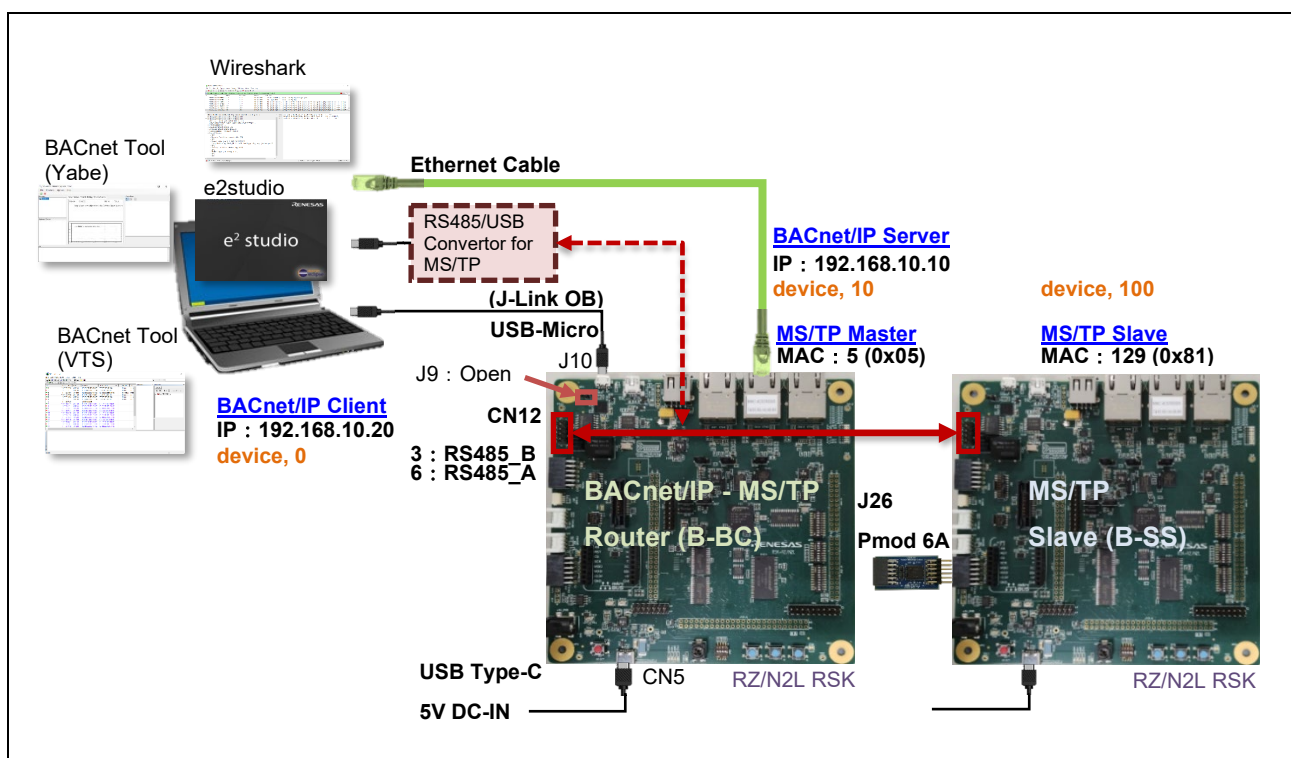 Wireshark
BACnet Tool
(Yabe)
e2studio
RENESAS
e² studio
Ethernet Cable
RS485/USB
Convertor for
MS/TP
BACnet/IP Server
IP : 192.168.10.10
device, 10
device, 100
(J-Link OB)
USB-Micro
MS/TP Master
MAC : 5 (0x05)
MS/TP Slave
MAC : 129 (0x81)
BACnet Tool
(VTS)
J10
J9 : Open
BACnet/IP Client
IP : 192.168.10.20
device, 0
CN12
3 : RS485_B
6 : RS485_A
BACnet/IP - MS/TP
Router (B-BC)
J26
Pmod 6A
MS/TP
Slave (B-SS)
RENESAS
RENESAS
USB Type-C
CN5
RZ/N2L RSK
RZ/N2L RSK
5V DC-IN